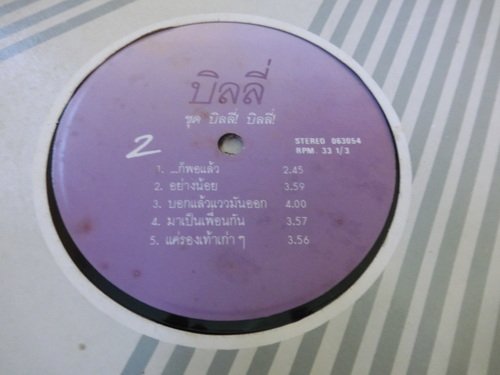 บิลลี่
ชุด บิลลี่! บิลลี่!
2
STEREO 063054
RPM. 33 1/3
1. ...ก็พอแล้ว 2.45
2. อย่างน้อย 3.59
3. บอกแล้วแววมันออก 4.00
4. มาเป็นเพื่อนกัน 3.57
5. แค่รองเท้าเก่า ๆ 3.56